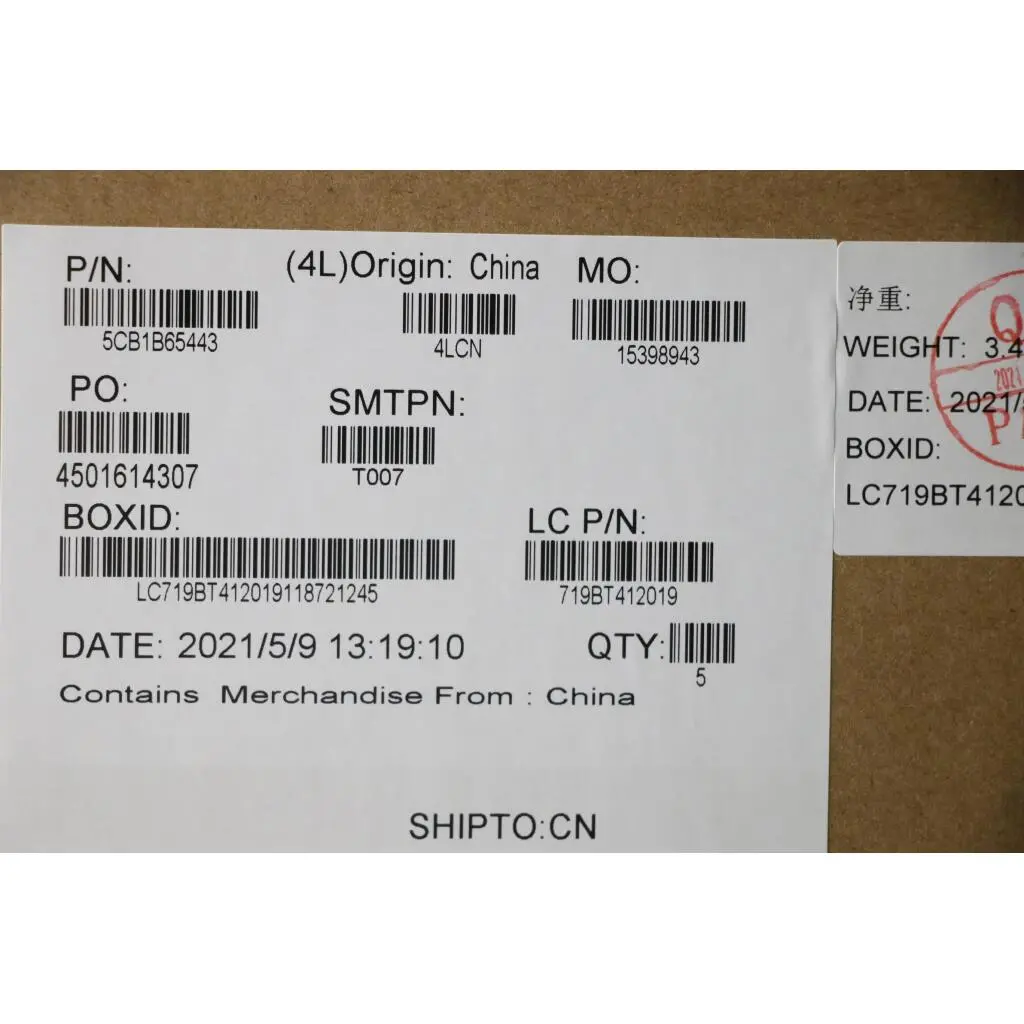 P/N: (4L)Origin: China MO:
5CB1B65443 4LCN 15398943
PO: SMTPN:
4501614307 T007
BOXID: LC P/N:
LC719BT412019118721245 719BT412019
DATE: 2021/5/9 13:19:10 QTY:
5
Contains Merchandise From : China
SHIPTO:CN
净重:
WEIGHT: 3.4
DATE: 2021/
BOXID:
LC719BT4120
Q